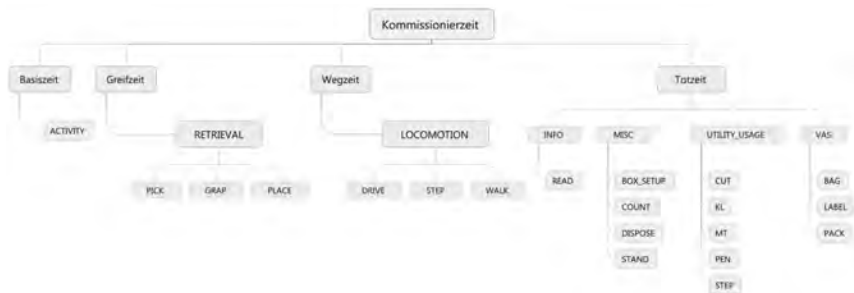 Kommissionierzeit
Basiszeit Greifzeit Wegzeit Totzeit
ACTIVITY RETRIEVAL LOCOMOTION INFO MISC UTILITY_USAGE VAS
PICK GRAP PLACE DRIVE STEP WALK READ BOX_SETUP CUT BAG
COUNT KL LABEL
DISPOSE MT PACK
STAND PEN
STEP